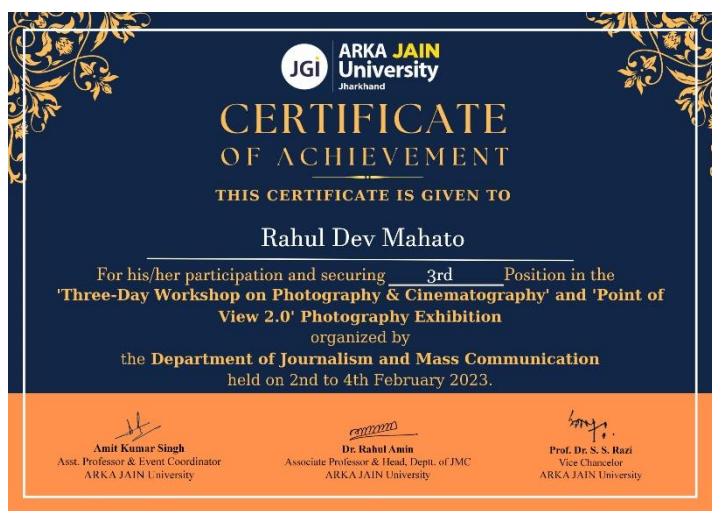 JGi
ARKA JAIN
University
Jharkhand
CERTIFICATE
OF ACHIEVEMENT
THIS CERTIFICATE IS GIVEN TO
Rahul Dev Mahato
For his/her participation and securing 3rd Position in the
'Three-Day Workshop on Photography & Cinematography' and 'Point of
View 2.0' Photography Exhibition
organized by
the Department of Journalism and Mass Communication
held on 2nd to 4th February 2023.
Amit Kumar Singh
Asst. Professor & Event Coordinator
ARKA JAIN University
Dr. Rahul Amin
Associate Professor & Head, Deptt. of JMC
ARKA JAIN University
Prof. Dr. S. S. Razi
Vice Chancelor
ARKA JAIN University